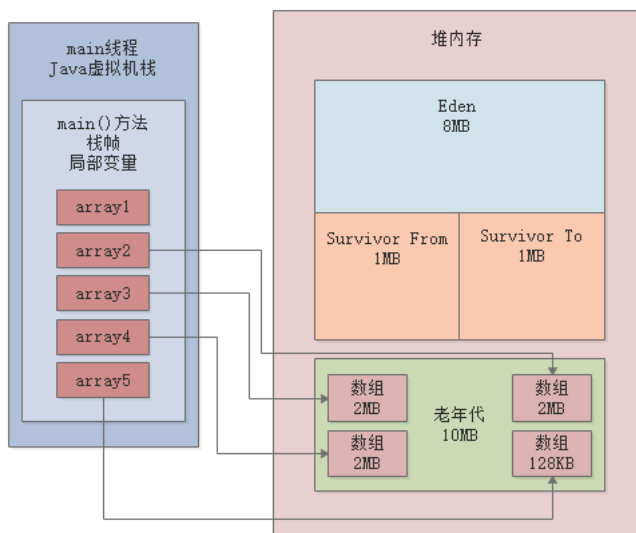 main线程
Java虚拟机栈
main()方法
栈帧
局部变量
array1
array2
array3
array4
array5
堆内存
Eden
8MB
Survivor From
1MB
Survivor To
1MB
数组
2MB
数组
2MB
老年代
10MB
数组
2MB
数组
128KB